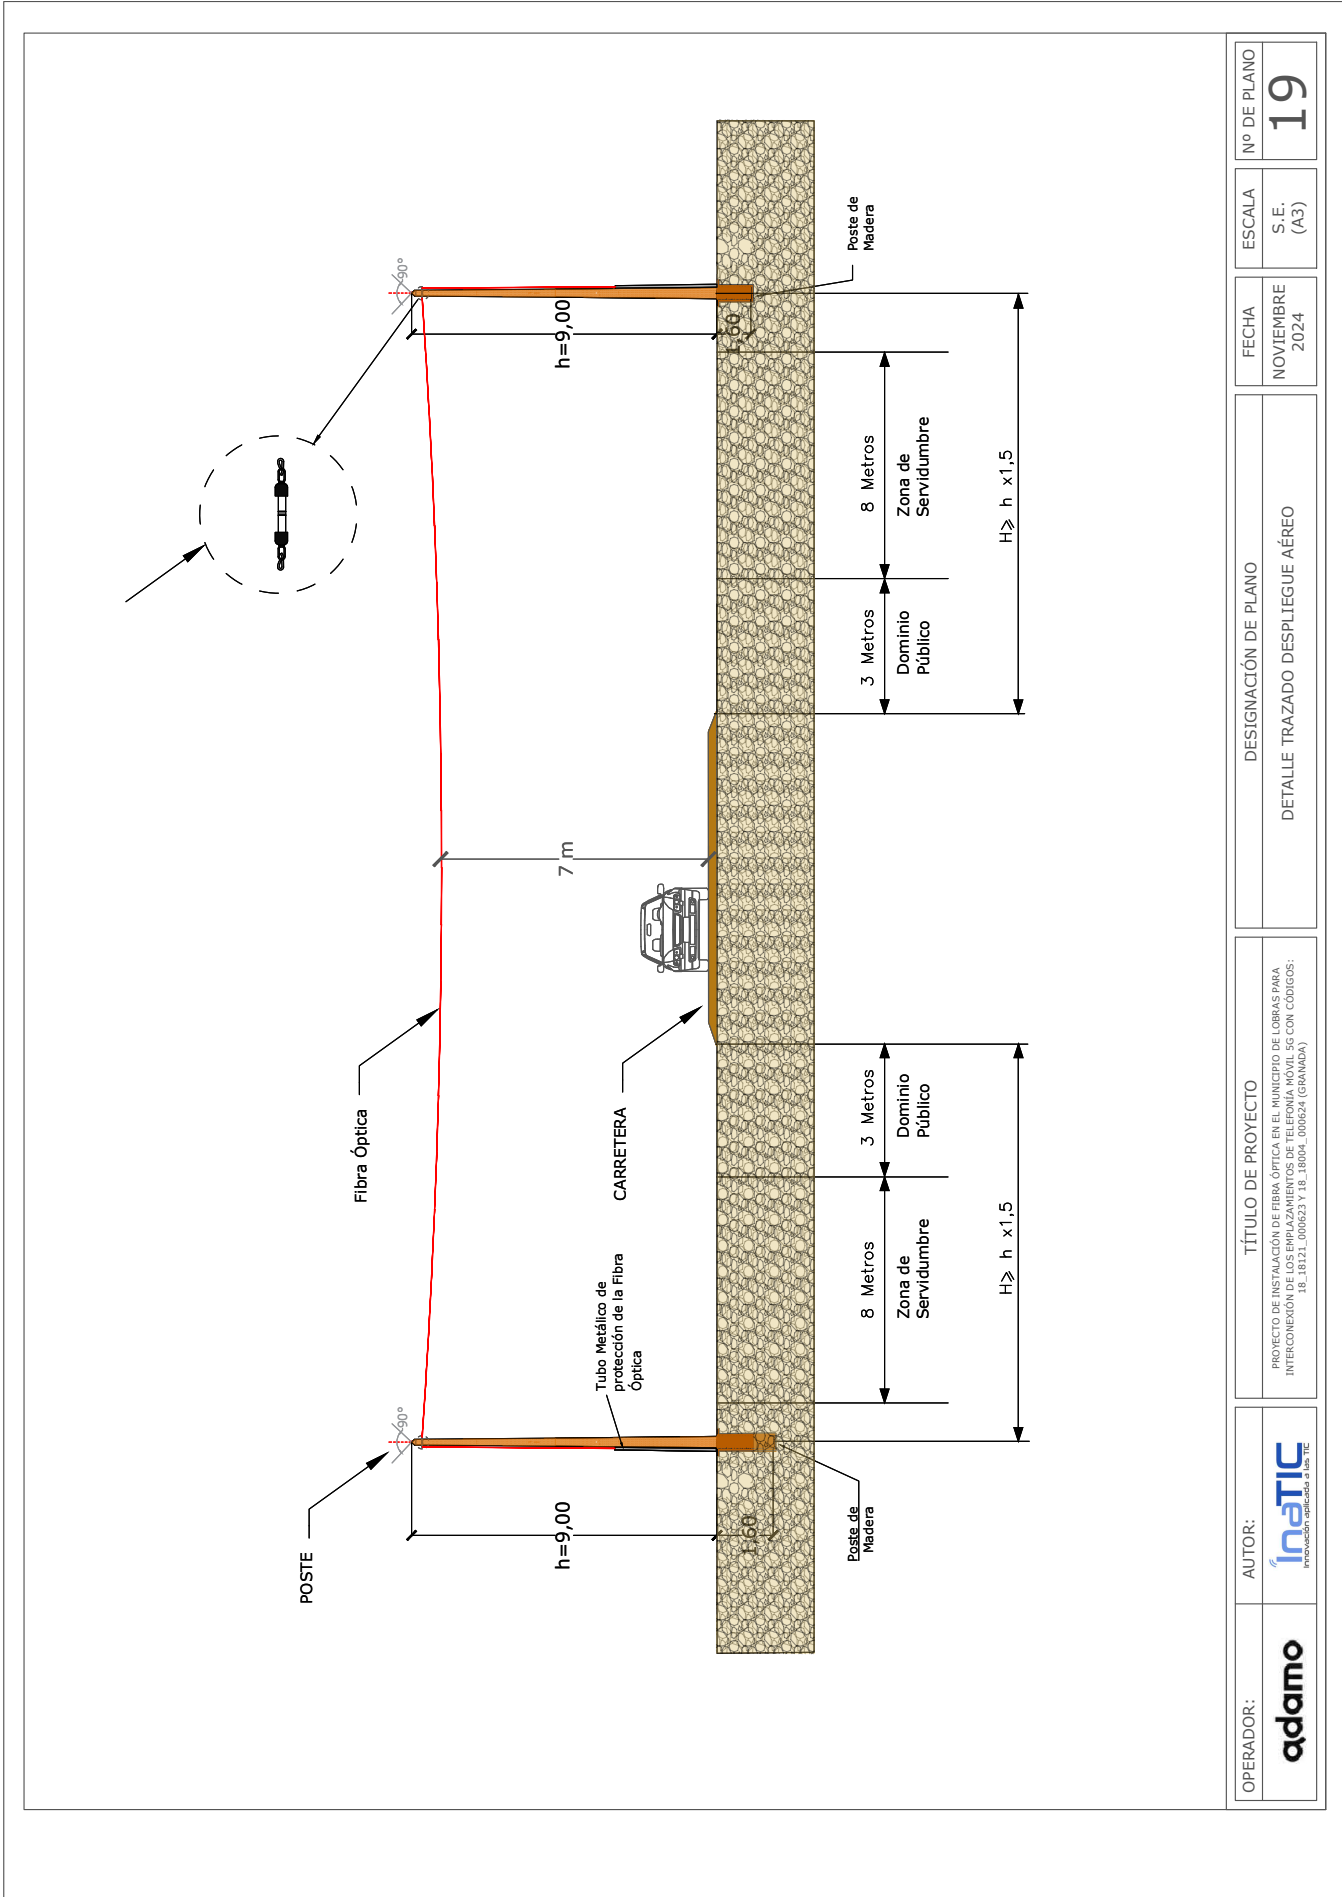 90°
90°
h=9,00
h=9,00
1,60
1,60
7 m
POSTE
Fibra Óptica
CARRETERA
Tubo Metálico de
protección de la Fibra
Óptica
Poste de
Madera
Poste de
Madera
8 Metros
Zona de
Servidumbre
3 Metros
Dominio
Público
3 Metros
Dominio
Público
8 Metros
Zona de
Servidumbre
H⩾ h x1,5
H⩾ h x1,5
OPERADOR:
adamo
AUTOR:
InaTIC
Innovación aplicada a las TIC
TÍTULO DE PROYECTO
PROYECTO DE INSTALACIÓN DE FIBRA ÓPTICA EN EL MUNICIPIO DE LOBRAS PARA
INTERCONEXIÓN DE LOS EMPLAZAMIENTOS DE TELEFONÍA MÓVIL 5G CON CÓDIGOS:
18_18121_000623 Y 18_18004_000624 (GRANADA)
DESIGNACIÓN DE PLANO
DETALLE TRAZADO DESPLIEGUE AÉREO
FECHA
NOVIEMBRE
2024
ESCALA
S.E.
(A3)
Nº DE PLANO
19